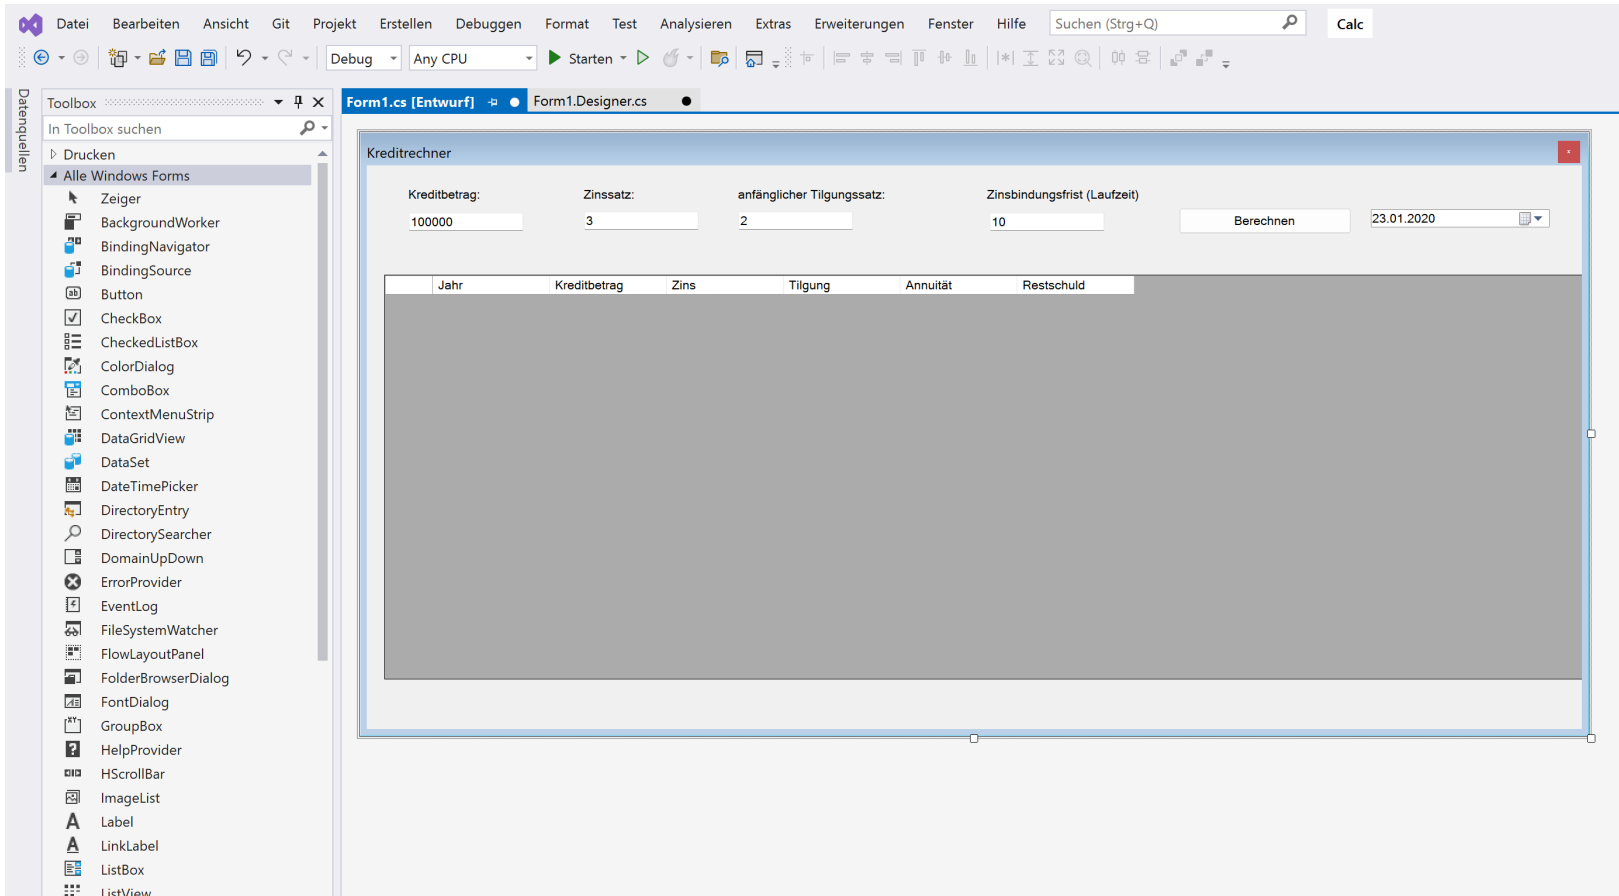 Datei Bearbeiten Ansicht Git Projekt Erstellen Debuggen Format Test Analysieren Extras Erweiterungen Fenster Hilfe Suchen (Strg+Q) Calc
Debug Any CPU Starten
Datenquellen
Toolbox
In Toolbox suchen
Drucken
Alle Windows Forms
Zeiger
BackgroundWorker
BindingNavigator
BindingSource
Button
CheckBox
CheckedListBox
ColorDialog
ComboBox
ContextMenuStrip
DataGridView
DataSet
DateTimePicker
DirectoryEntry
DirectorySearcher
DomainUpDown
ErrorProvider
EventLog
FileSystemWatcher
FlowLayoutPanel
FolderBrowserDialog
FontDialog
GroupBox
HelpProvider
HScrollBar
ImageList
Label
LinkLabel
ListBox
ListView
Form1.cs [Entwurf] Form1.Designer.cs
Kreditrechner
Kreditbetrag: Zinssatz: anfänglicher Tilgungssatz: Zinsbindungsfrist (Laufzeit)
100000 3 2 10 Berechnen 23.01.2020
Jahr Kreditbetrag Zins Tilgung Annuität Restschuld